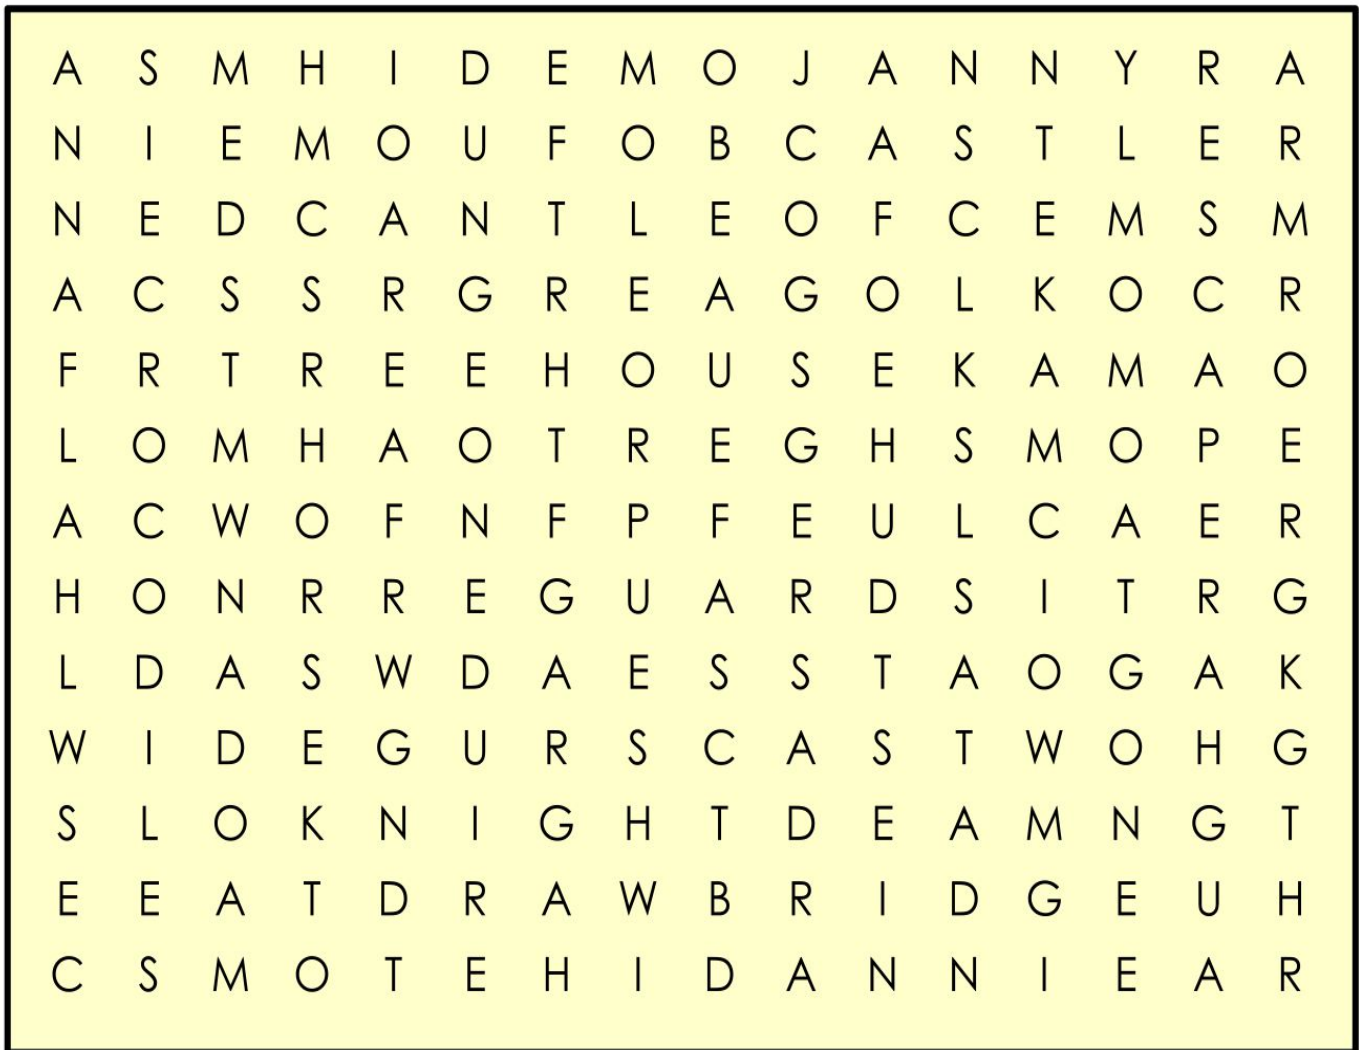 A S M H I D E M O J A N N Y R A
N I E M O U F O B C A S T L E R
N E D C A N T L E O F C E M S M
A C S S R G R E A G O L K O C R
F R T R E E H O U S E K A M A O
L O M H A O T R E G H S M O P E
A C W O F N F P F E U L C A E R
H O N R R E G U A R D S I T R G
L D A S W D A E S S T A O G A K
W I D E G U R S C A S T W O H G
S L O K N I G H T D E A M N G T
E E A T D R A W B R I D G E U H
C S M O T E H I D A N N I E A R